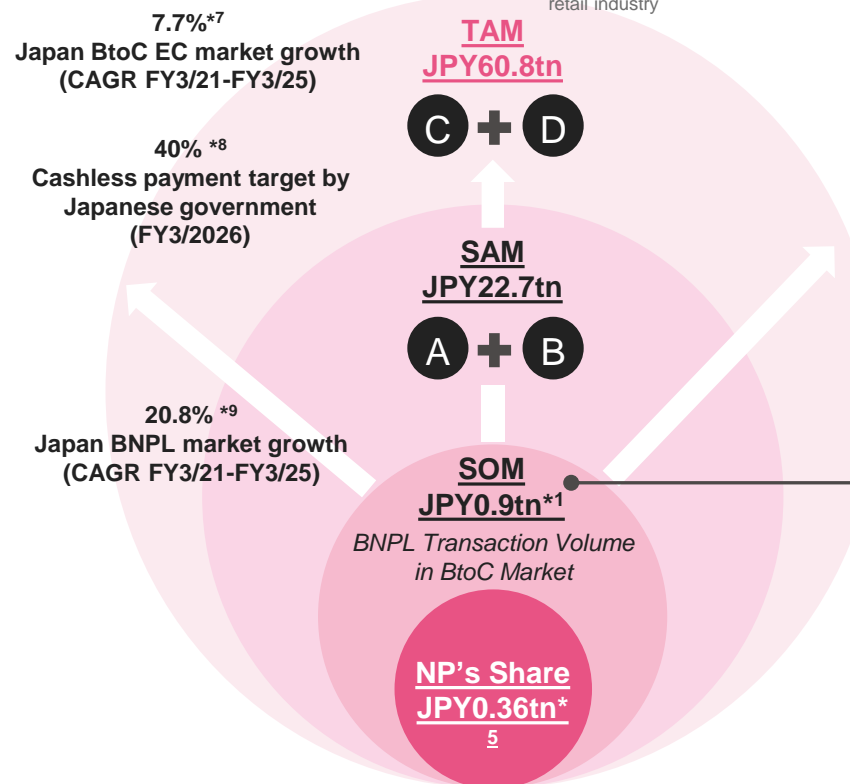 retail industry
7.7%*7
Japan BtoC EC market growth
(CAGR FY3/21-FY3/25)
TAM
JPY60.8tn
C + D
40% *8
Cashless payment target by
Japanese government
(FY3/2026)
SAM
JPY22.7tn
A + B
20.8% *9
Japan BNPL market growth
(CAGR FY3/21-FY3/25)
SOM
JPY0.9tn*1
BNPL Transaction Volume
in BtoC Market
NP's Share
JPY0.36tn*
5